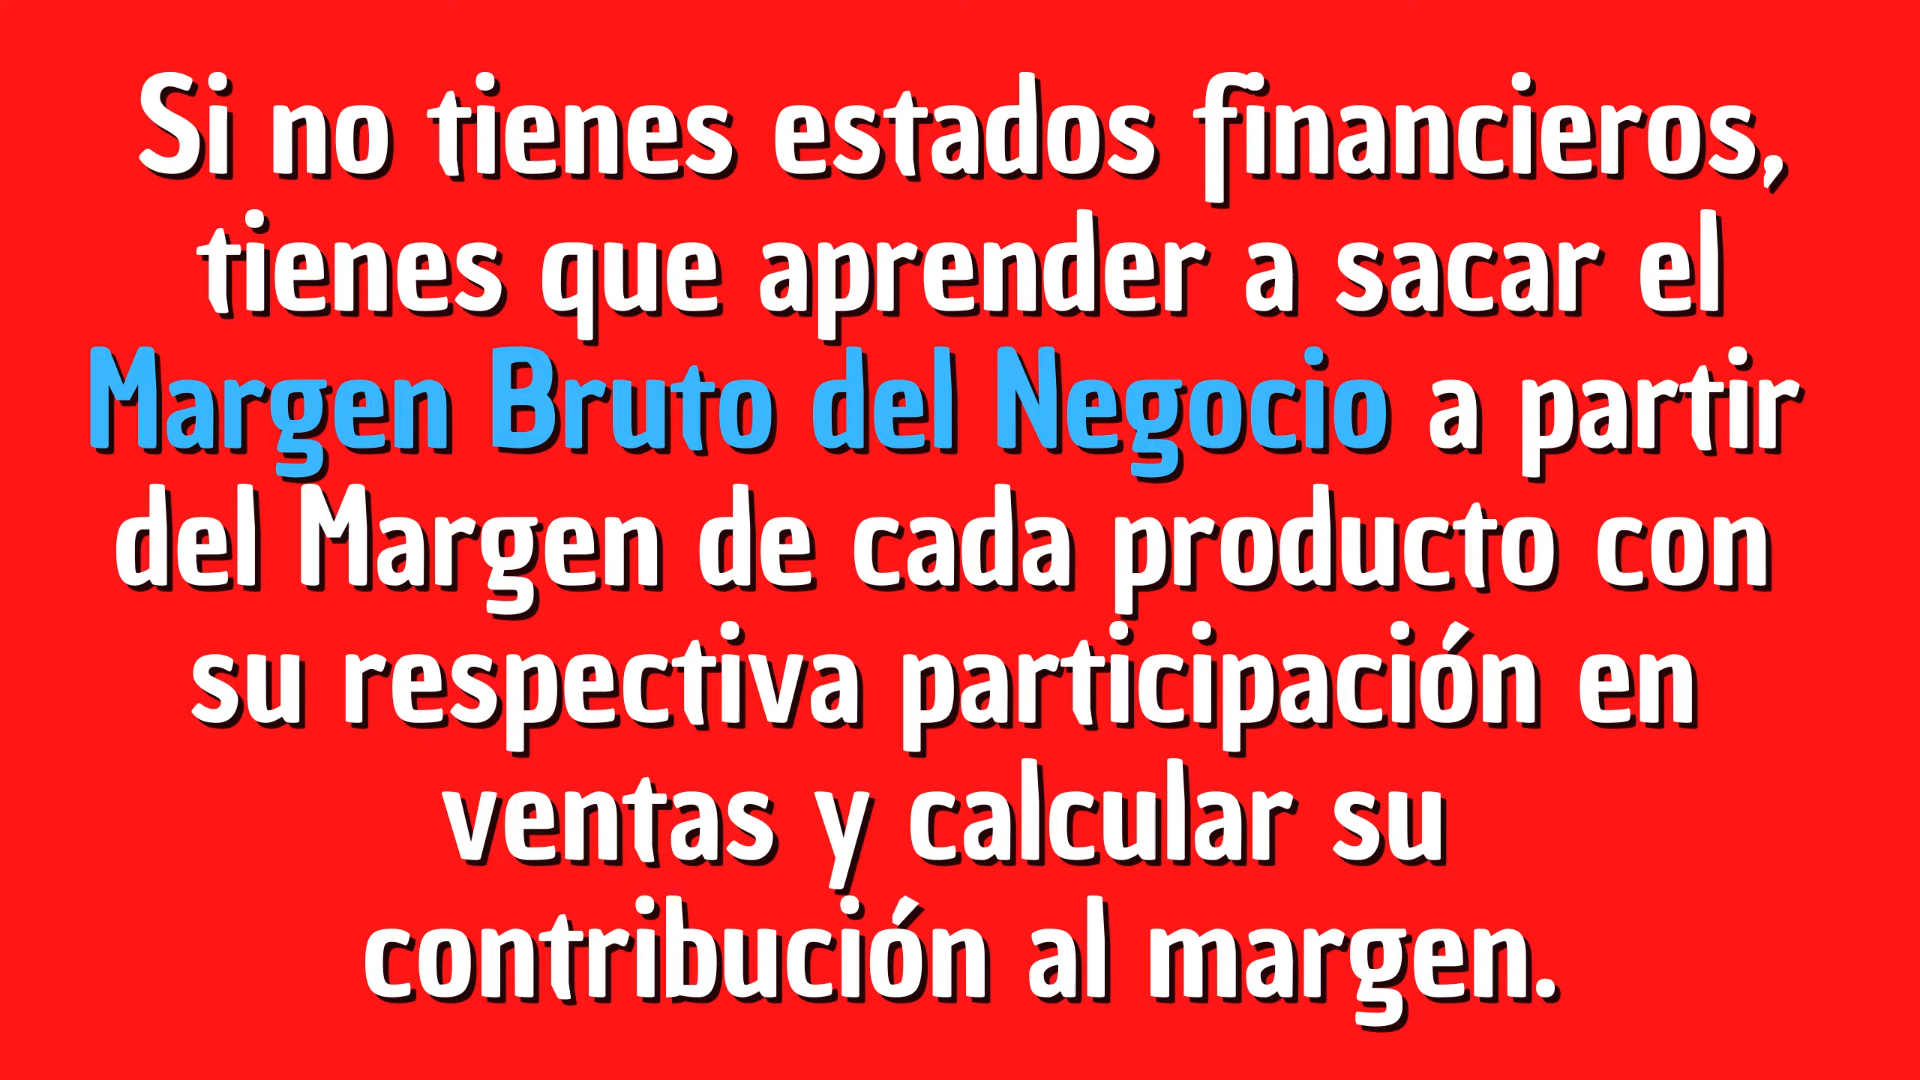 Si no tienes estados financieros,
tienes que aprender a sacar el
Margen Bruto del Negocio a partir
del Margen de cada producto con
su respectiva participación en
ventas y calcular su
contribución al margen.